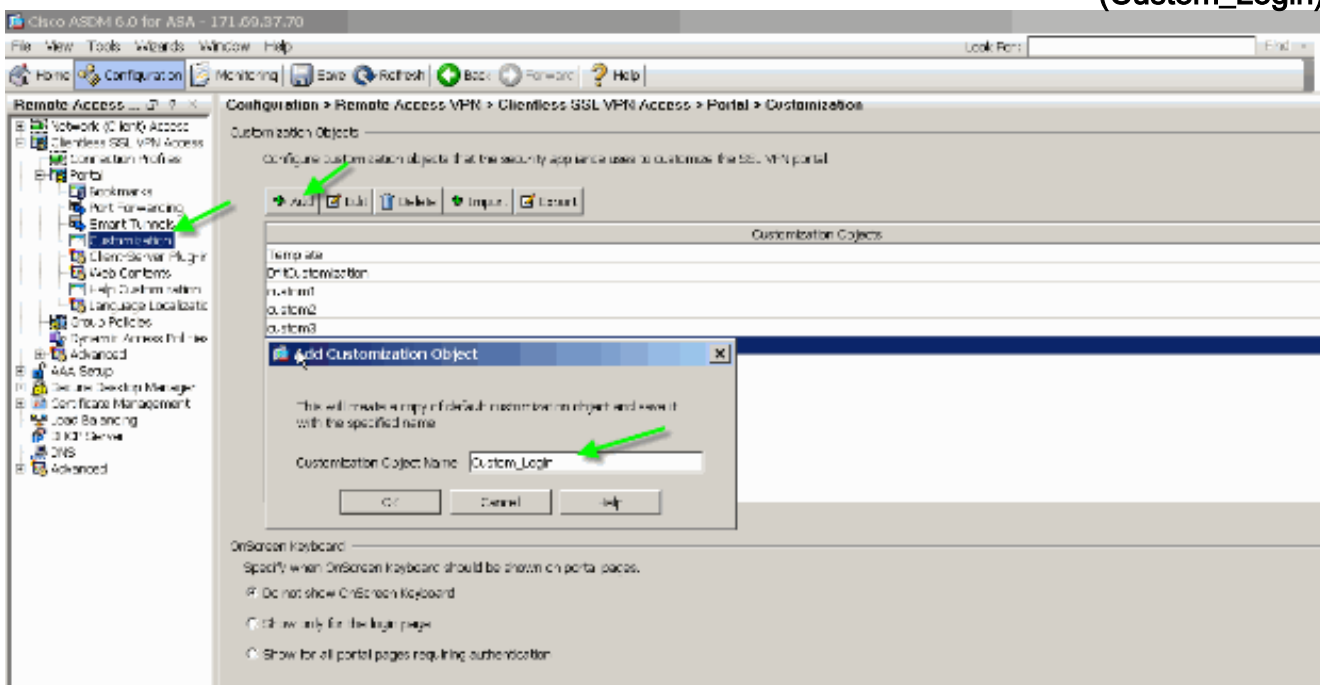 (Custom_Login)
Cisco ASDM 6.0 for ASA - 171.69.37.70
File View Tools Wizards Window Help
Look For:
Home Configuration Monitoring Save Refresh Back Forward Help
Remote Access ...
Configuration > Remote Access VPN > Clientless SSL VPN Access > Portal > Customization
Network (Client) Access
Clientless SSL VPN Access
Connection Profiles
Portal
Bookmarks
Port Forwarding
Smart Tunnels
Customization
Client-Server Plug-ir
Web Contents
Help Customization
Language Localizatic
Group Policies
Dynamic Access Policies
Advanced
AAA Setup
Secure Desktop Manager
Certificate Management
Load Balancing
DHCP Server
DNS
Advanced
Customization Objects
Configure customization objects that the security appliance uses to customize the SSL VPN portal
Add Edit Delete Import Export
Customization Objects
Template
DfltCustomization
custom1
custom2
custom3
Add Customization Object
This will create a copy of default customization object and save it
with the specified name
Customization Object Name Custom_Login
OK Cancel Help
OnScreen Keyboard
Specify when OnScreen Keyboard should be shown on portal pages.
Do not show OnScreen Keyboard
Show only for the login page
Show for all portal pages requiring authentication